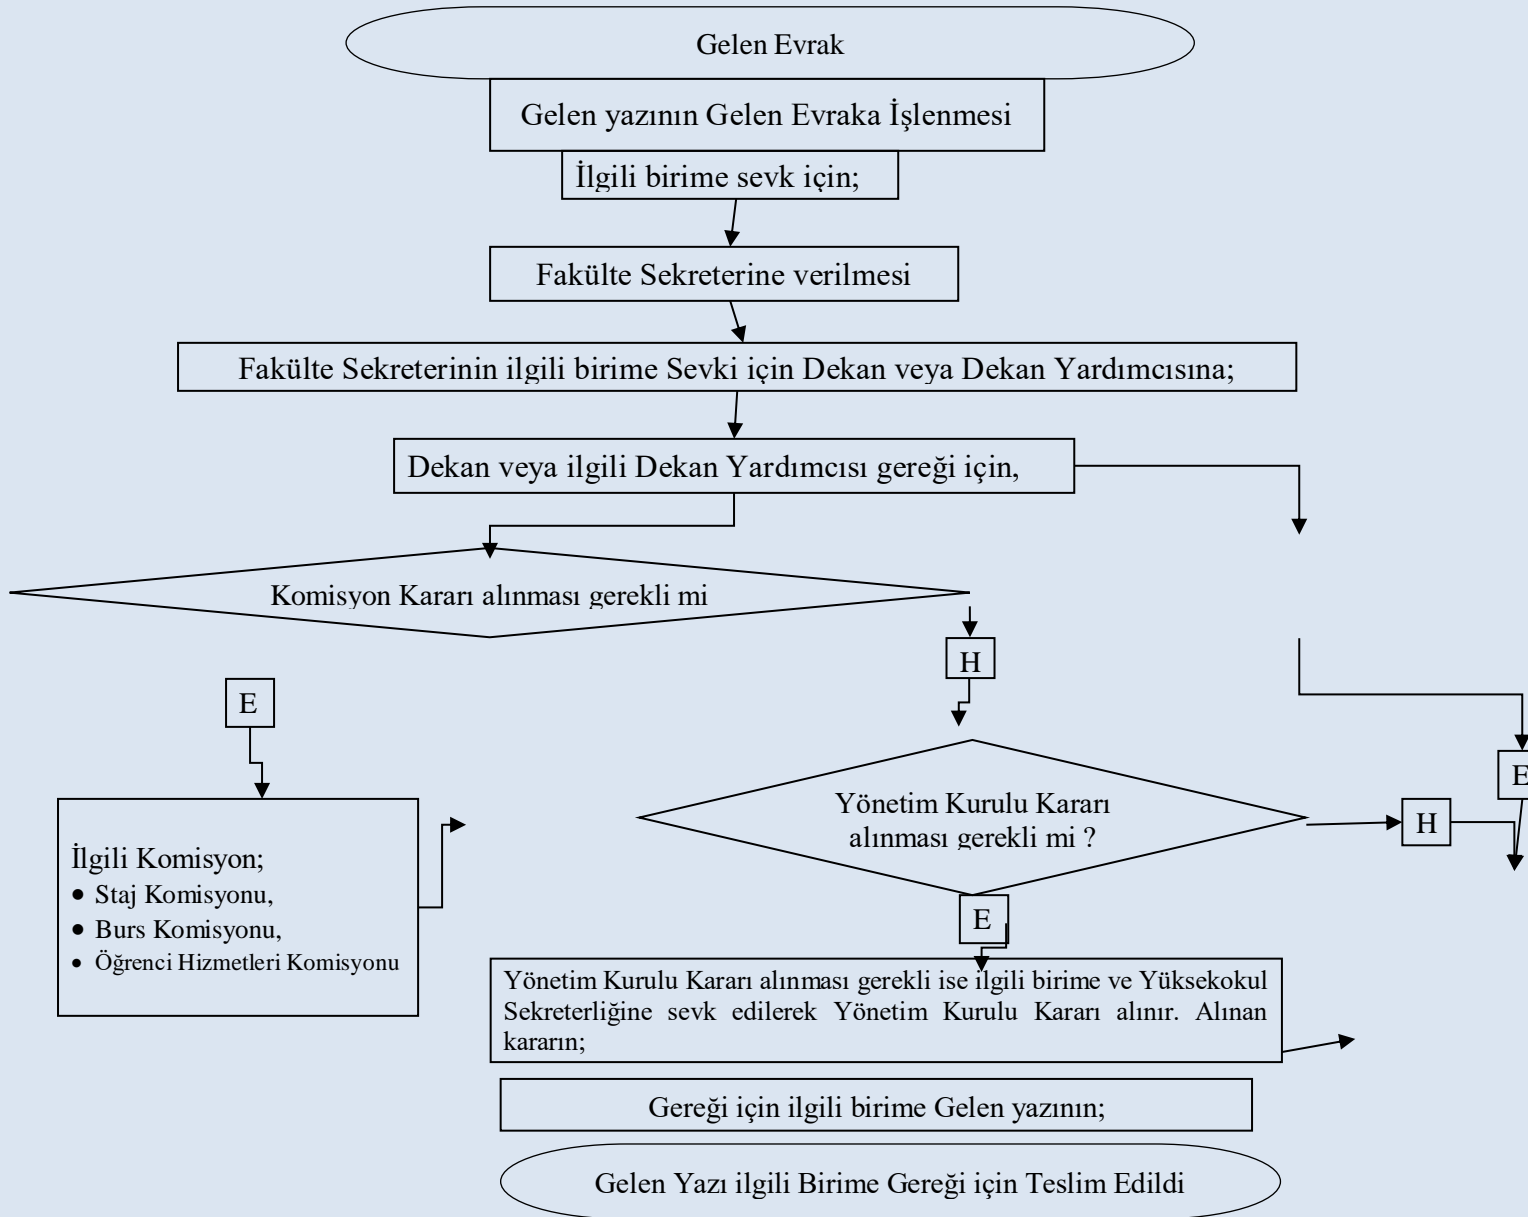 Gelen Evrak
Gelen yazının Gelen Evraka İşlenmesi
İlgili birime sevk için;
Fakülte Sekreterine verilmesi
Fakülte Sekreterinin ilgili birime Sevki için Dekan veya Dekan Yardımcısına;
Dekan veya ilgili Dekan Yardımcısı gereği için,
Komisyon Kararı alınması gerekli mi
H
E
E
Yönetim Kurulu Kararı
alınması gerekli mi ?
H
İlgili Komisyon;
• Staj Komisyonu,
• Burs Komisyonu,
• Öğrenci Hizmetleri Komisyonu
E
Yönetim Kurulu Kararı alınması gerekli ise ilgili birime ve Yüksekokul
Sekreterliğine sevk edilerek Yönetim Kurulu Kararı alınır. Alınan
kararın;
Gereği için ilgili birime Gelen yazının;
Gelen Yazı ilgili Birime Gereği için Teslim Edildi